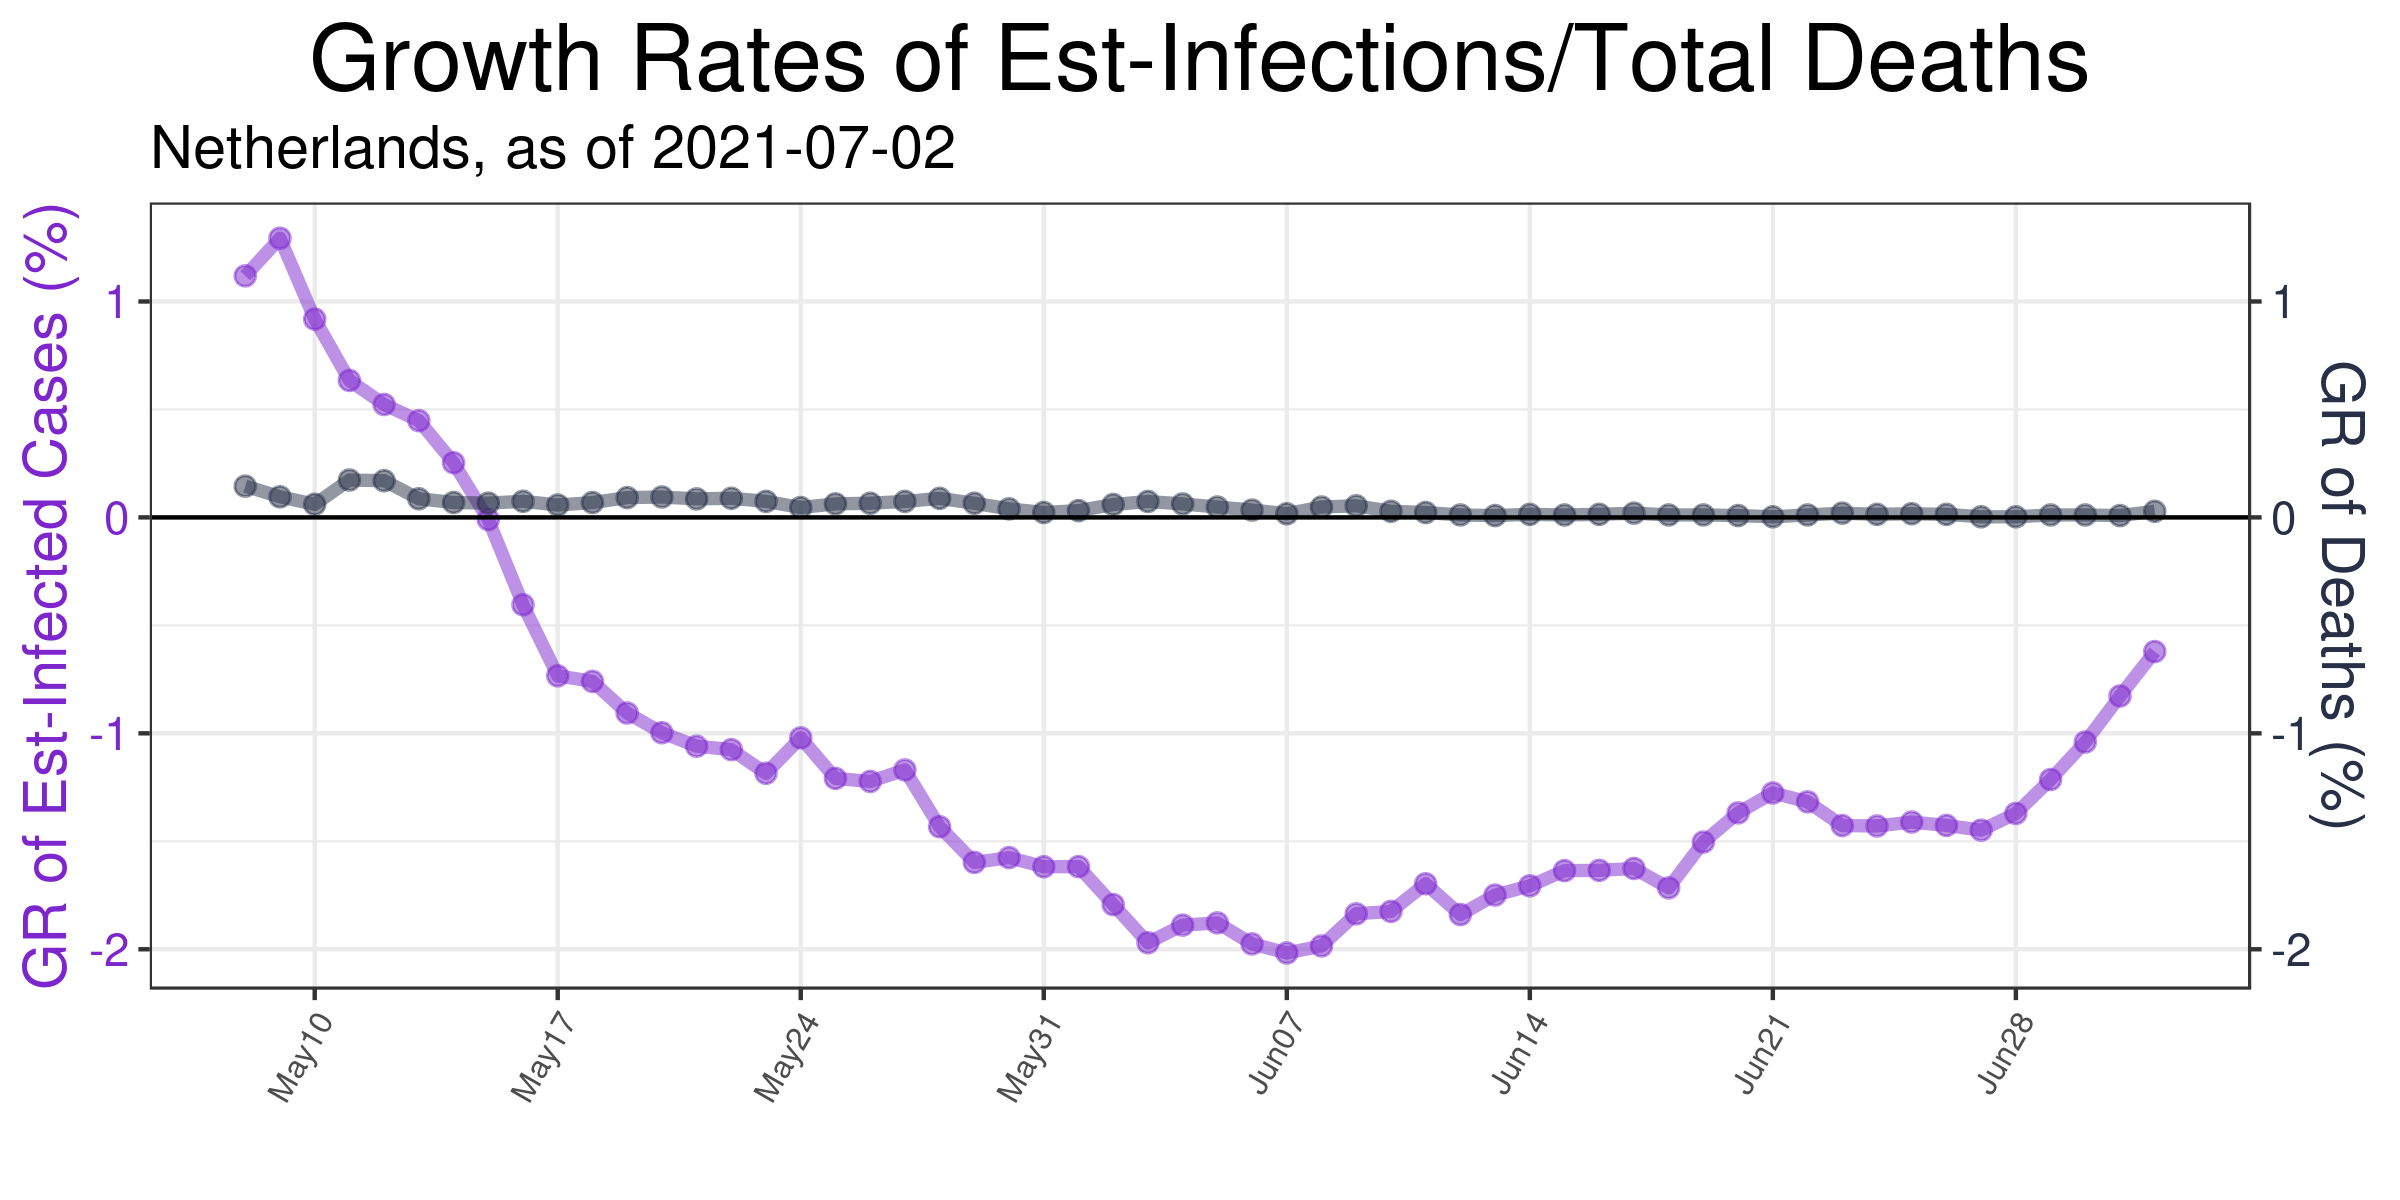 Growth Rates of Est-Infections/Total Deaths
Netherlands, as of 2021-07-02
GR of Est-Infected Cases (%)
1
0
-1
-2
1
0
-1
-2
GR of Deaths (%)
May10
May17
May24
May31
Jun07
Jun14
Jun21
Jun28